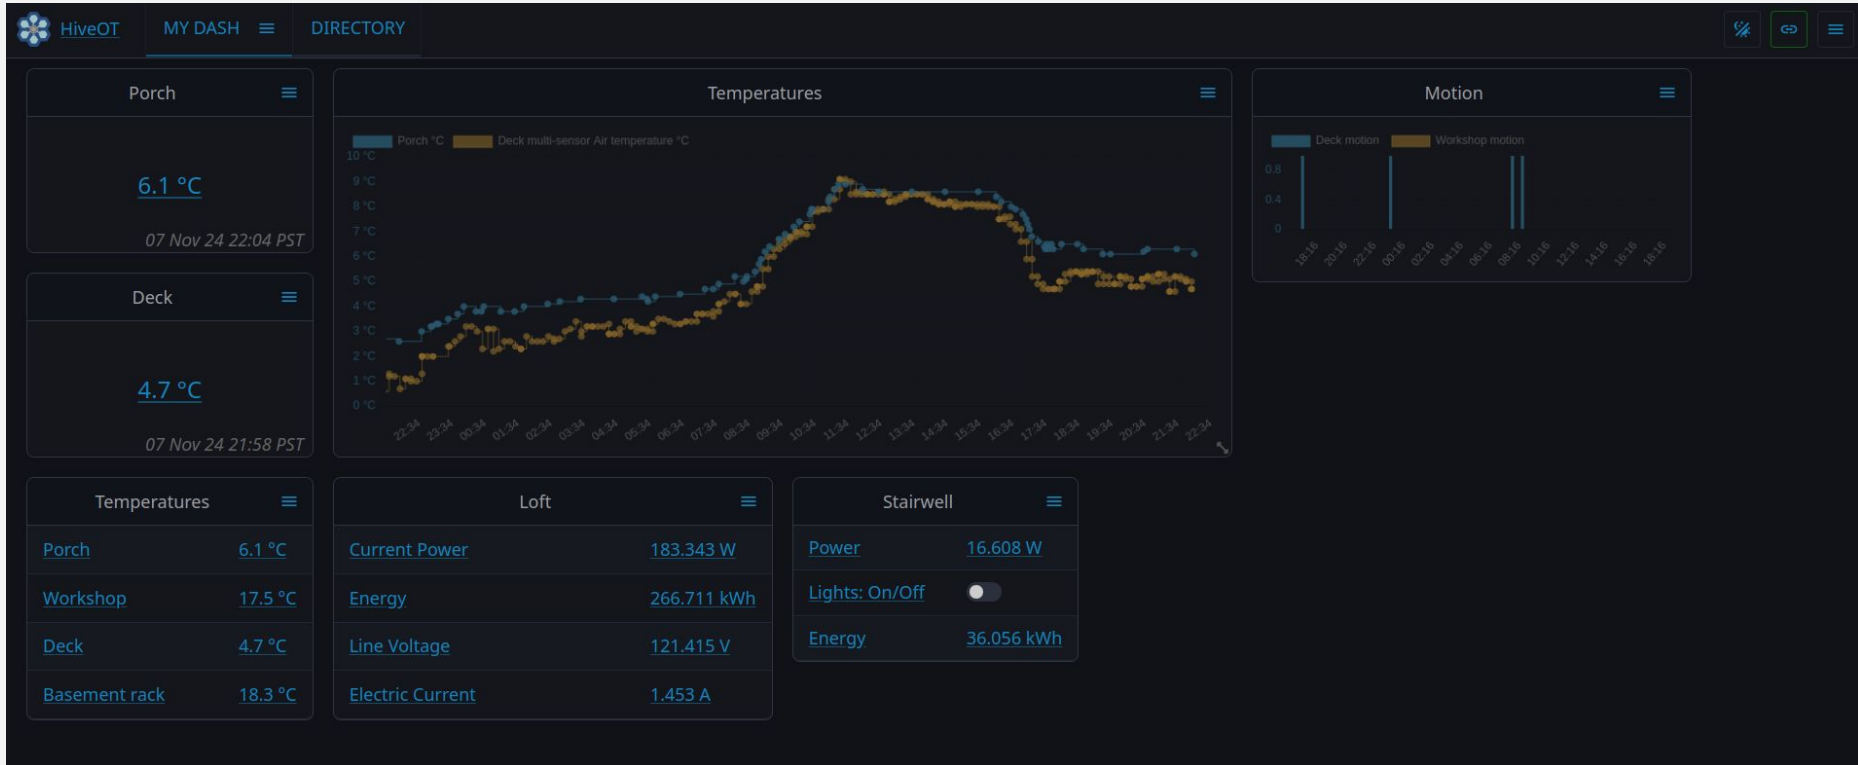 HiveOT MY DASH DIRECTORY
Porch
6.1 °C
07 Nov 24 22:04 PST
Deck
4.7 °C
07 Nov 24 21:58 PST
Temperatures
Porch °C Deck multi-sensor Air temperature °C
10 °C
9 °C
8 °C
7 °C
6 °C
5 °C
4 °C
3 °C
2 °C
1 °C
0 °C
22:34 23:34 00:34 01:34 02:34 03:34 04:34 05:34 06:34 07:34 08:34 09:34 10:34 11:34 12:34 13:34 14:34 15:34 16:34 17:34 18:34 19:34 20:34 21:34 22:34
Motion
Deck motion Workshop motion
0.8
0.4
0
18:16 20:16 22:16 00:16 02:16 04:16 06:16 08:16 10:16 12:16 14:16 16:16 18:16
Temperatures
Porch 6.1 °C
Workshop 17.5 °C
Deck 4.7 °C
Basement rack 18.3 °C
Loft
Current Power 183.343 W
Energy 266.711 kWh
Line Voltage 121.415 V
Electric Current 1.453 A
Stairwell
Power 16.608 W
Lights: On/Off
Energy 36.056 kWh